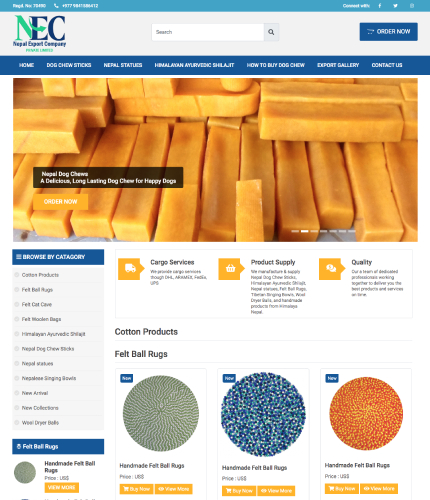 Regd. No: 70498 +977 9841586412 Connect with:
NEC
Nepal Export Company
PRIVATE LIMITED
Search
ORDER NOW
HOME DOG CHEW STICKS NEPAL STATUES HIMALAYAN AYURVEDIC SHILAJIT HOW TO BUY DOG CHEW EXPORT GALLERY CONTACT US
Nepal Dog Chews
A Delicious, Long Lasting Dog Chew for Happy Dogs
ORDER NOW
BROWSE BY CATAGORY
Cotton Products
Felt Ball Rugs
Felt Cat Cave
Felt Woolen Bags
Himalayan Ayurvedic Shilajit
Nepal Dog Chew Sticks
Nepal statues
Nepalese Singing Bowls
New Arrival
New Collections
Wool Dryer Balls
Felt Ball Rugs
Handmade Felt Ball
Rugs
Price : US$
VIEW MORE
Cargo Services
We provide cargo services
though DHL, ARAMEX, FedEx,
UPS
Product Supply
We manufacture & supply
Nepal Dog Chew Sticks,
Himalayan Ayurvedic Shilajit,
Nepal statues, Felt Ball Rugs,
Tibetan Singing Bowls, Wool
Dryer Balls, and handmade
products from Himalaya
Nepal.
Quality
Our a team of dedicated
professionals working
together to deliver you the
best products and services
on time.
Cotton Products
Felt Ball Rugs
New
Handmade Felt Ball Rugs
Price : US$
Buy Now View More
New
Handmade Felt Ball Rugs
Price : US$
Buy Now View More
New
Handmade Felt Ball Rugs
Price : US$
Buy Now View More